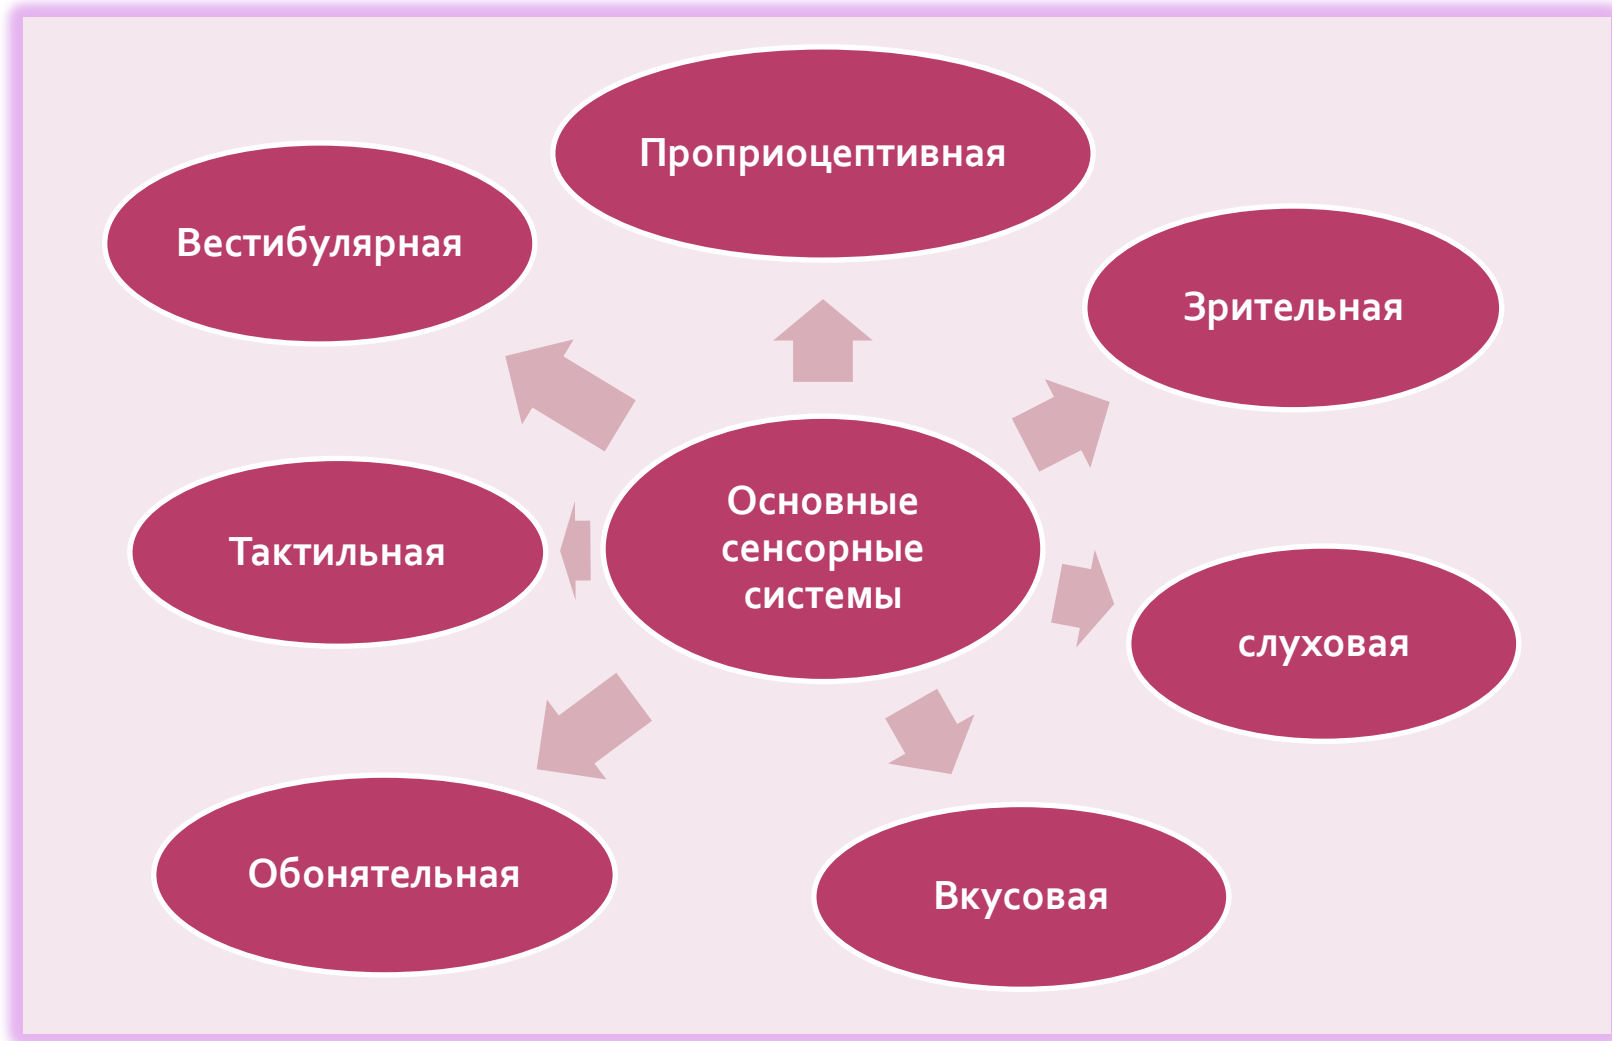 Проприоцептивная
Вестибулярная
Зрительная
Основные
сенсорные
системы
Тактильная
слуховая
Обонятельная
Вкусовая